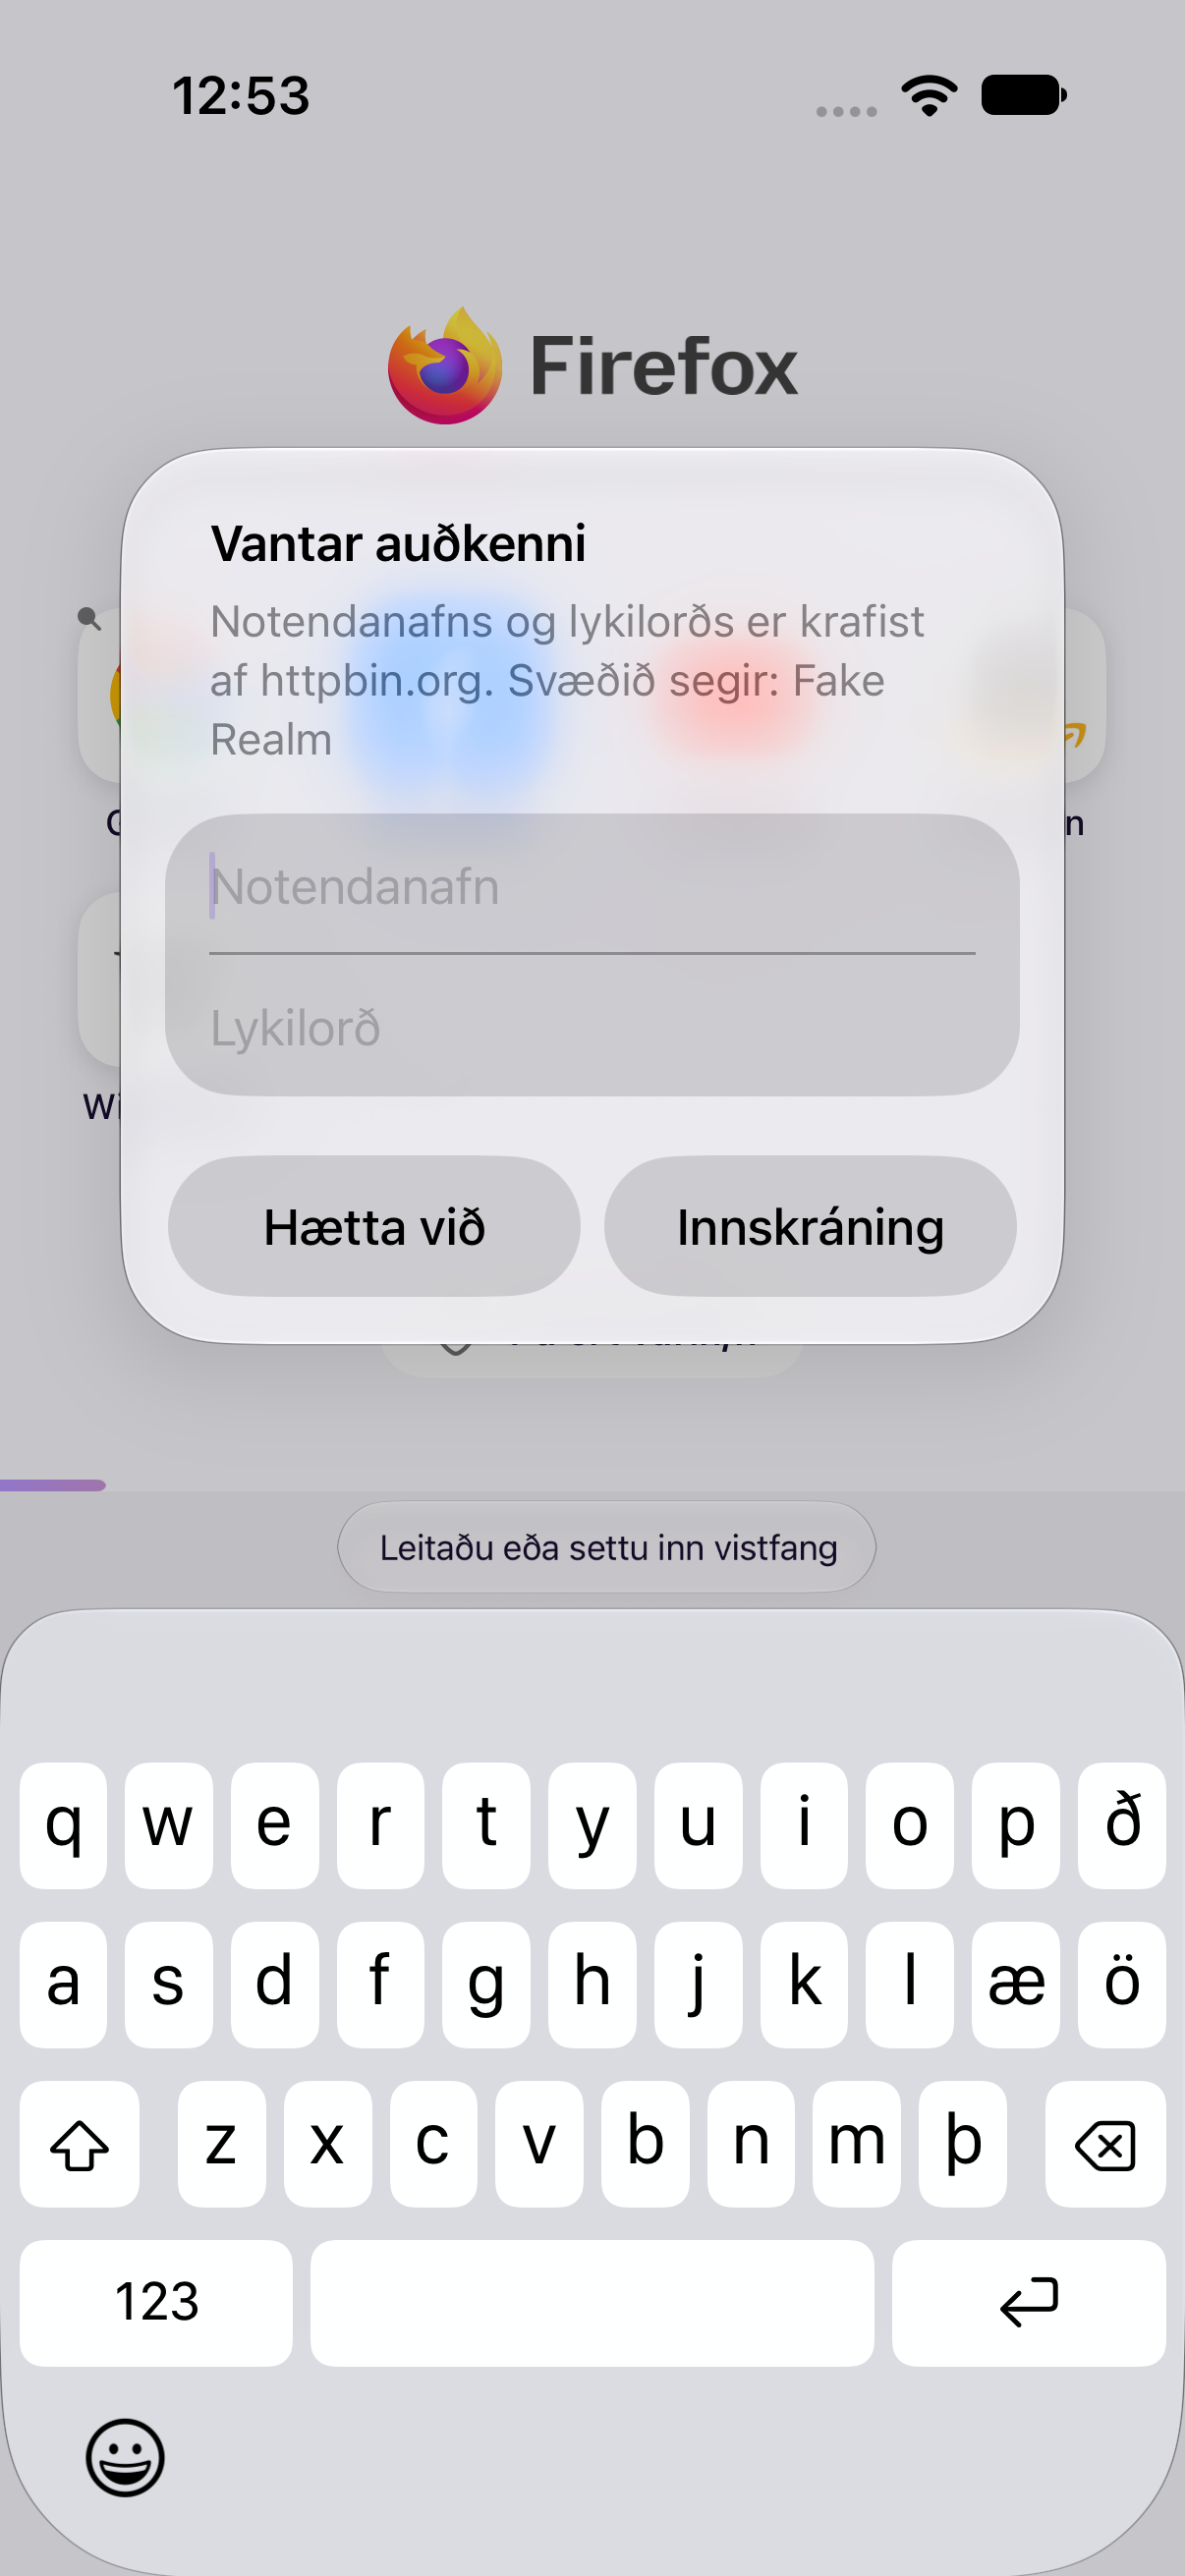 12:53
Firefox
Vantar auðkenni
Notendanafns og lykilorðs er krafist
af httpbin.org. Svæðið segir: Fake
Realm
Notendanafn
Lykilorð
Hætta við
Innskráning
Leitaðu eða settu inn vistfang
q w e r t y u i o p ð
a s d f g h j k l æ ö
z x c v b n m þ
123